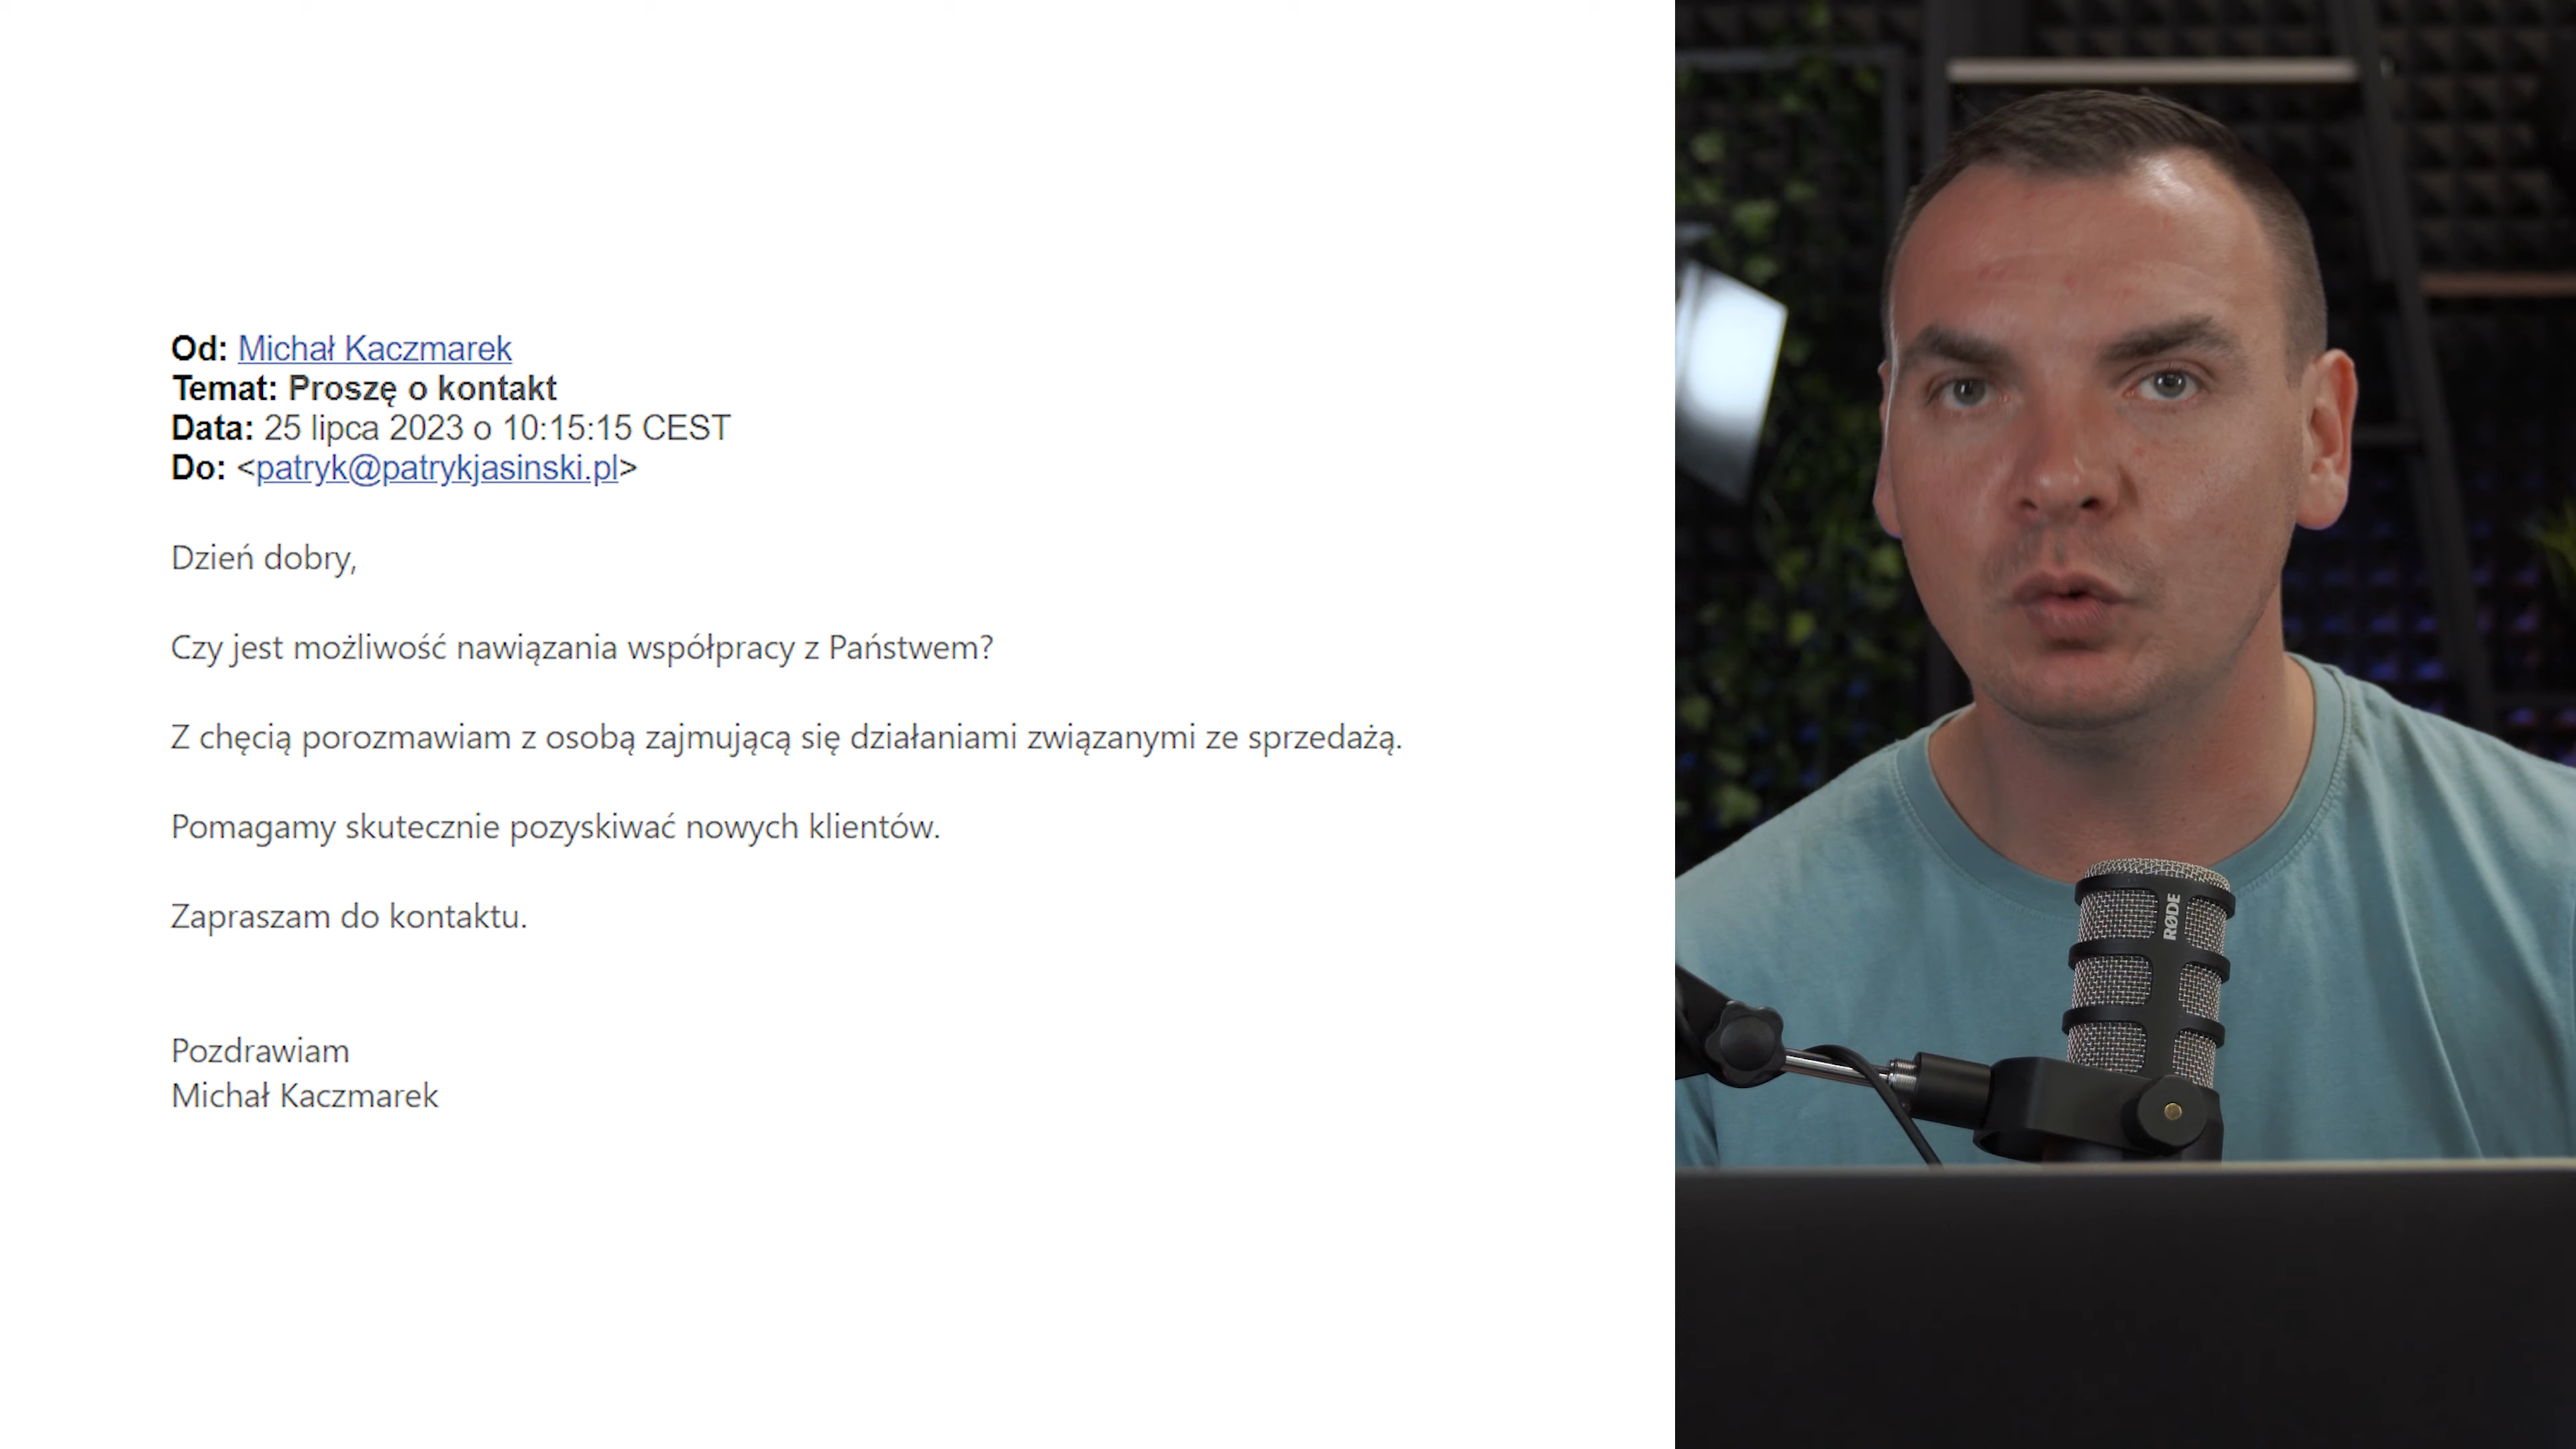 Od: Michał Kaczmarek
Temat: Proszę o kontakt
Data: 25 lipca 2023 o 10:15:15 CEST
Do: <patryk@patrykjasinski.pl>
Dzień dobry,
Czy jest możliwość nawiązania współpracy z Państwem?
Z chęcią porozmawiam z osobą zajmującą się działaniami związanymi ze sprzedażą.
Pomagamy skutecznie pozyskiwać nowych klientów.
Zapraszam do kontaktu.
Pozdrawiam
Michał Kaczmarek
RØDE